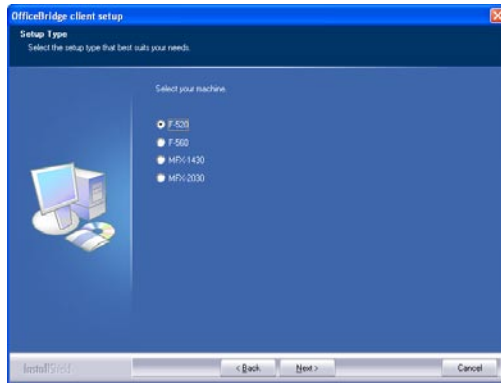 OfficeBridge client setup
Setup Type
Select the setup type that best suits your needs.
Select your machine.
F-520
F-560
MFX-1430
MFX-2030
InstallShield
< Back
Next >
Cancel